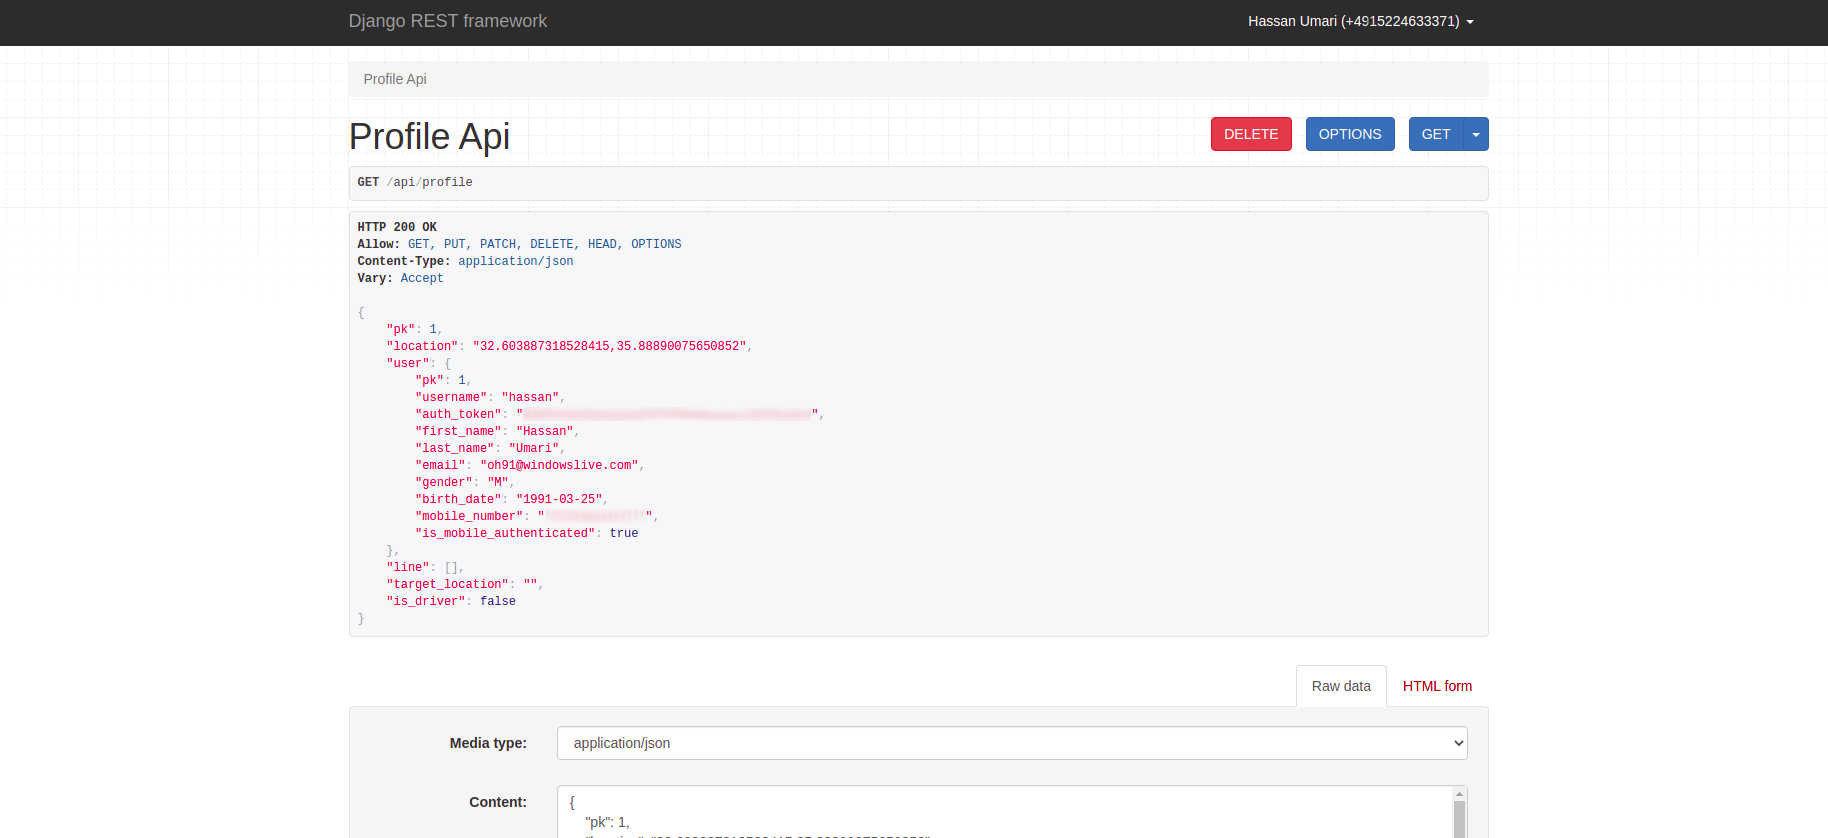 Django REST framework
Hassan Umari (+4915224633371)
Profile Api
Profile Api
DELETE
OPTIONS
GET
GET /api/profile
HTTP 200 OK
Allow: GET, PUT, PATCH, DELETE, HEAD, OPTIONS
Content-Type: application/json
Vary: Accept
{
"pk": 1,
"location": "32.603887318528415,35.88890075650852",
"user": {
"pk": 1,
"username": "hassan",
"auth_token": "",
"first_name": "Hassan",
"last_name": "Umari",
"email": "oh91@windowslive.com",
"gender": "M",
"birth_date": "1991-03-25",
"mobile_number": "",
"is_mobile_authenticated": true
},
"line": [],
"target_location": "",
"is_driver": false
}
Raw data
HTML form
Media type:
application/json
Content:
{
"pk": 1,